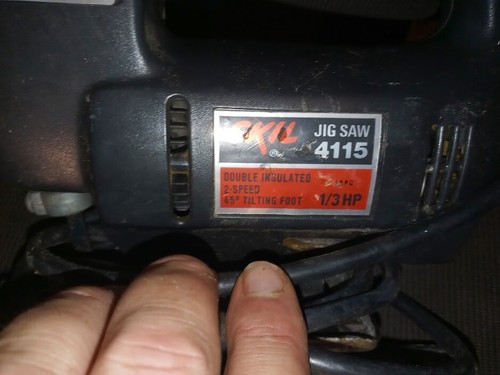 SKIL JIG SAW
® 4115
DOUBLE INSULATED
2-SPEED
45° TILTING FOOT 1/3 HP